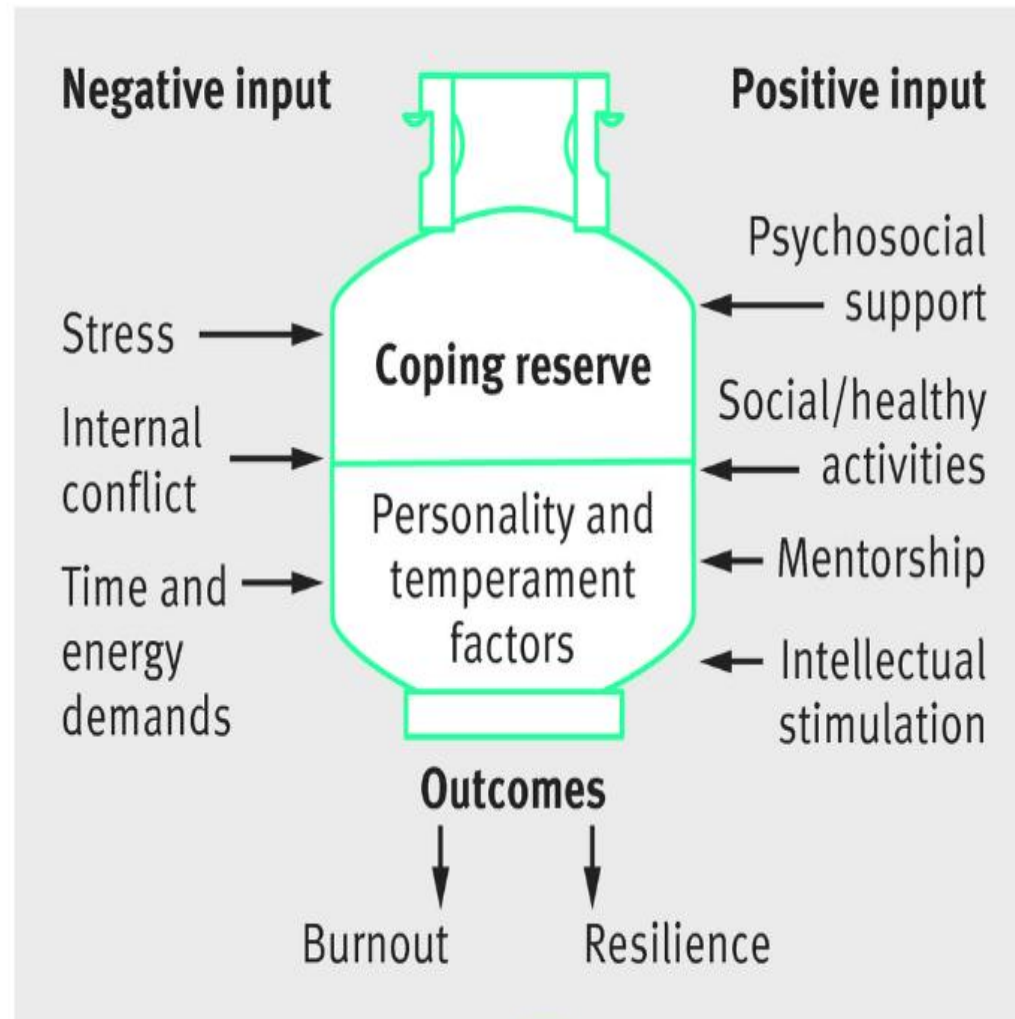 Negative input
Positive input
Psychosocial
support
Stress
Coping reserve
Social/healthy
activities
Internal
conflict
Personality and
temperament
factors
Mentorship
Time and
energy
demands
Intellectual
stimulation
Outcomes
Burnout
Resilience